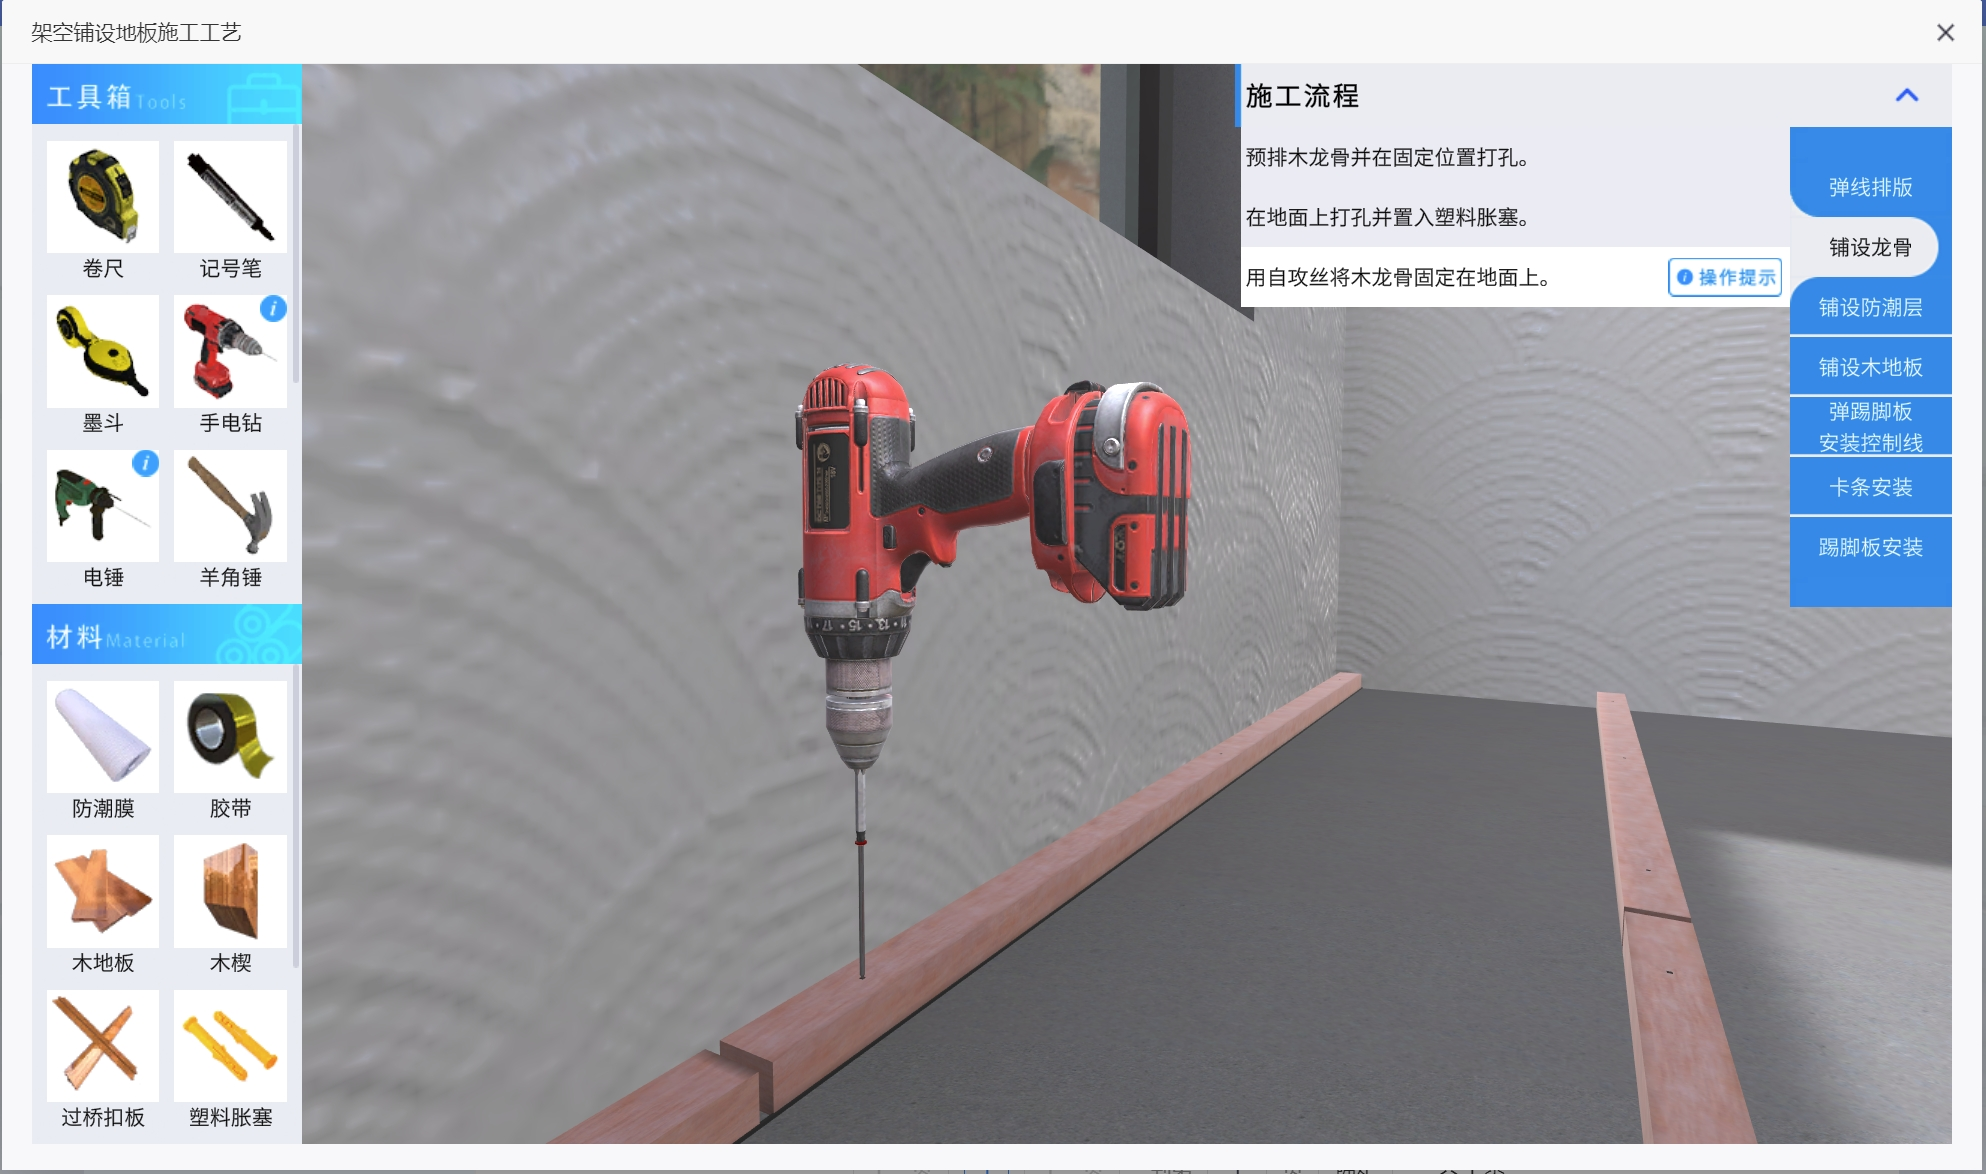 架空铺设地板施工工艺
工具箱 Tools
卷尺
记号笔
墨斗
手电钻
电锤
羊角锤
材料 Material
防潮膜
胶带
木地板
木楔
过桥扣板
塑料胀塞
施工流程
预排木龙骨并在固定位置打孔。
在地面上打孔并置入塑料胀塞。
用自攻丝将木龙骨固定在地面上。
操作提示
弹线排版
铺设龙骨
铺设防潮层
铺设木地板
弹踢脚板
安装控制线
卡条安装
踢脚板安装
17 • 15 • 13 • 11